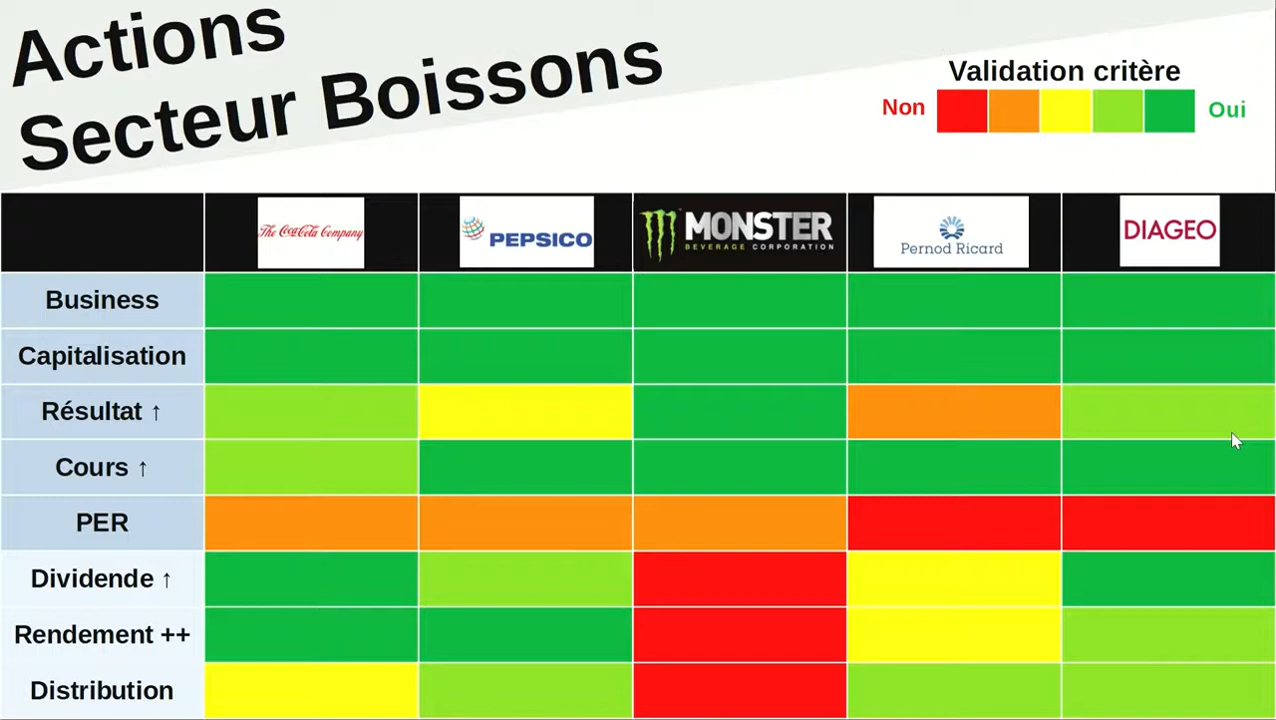 Actions
Secteur Boissons
Validation critère
Non
Oui
The Coca-Cola Company
PEPSICO
MONSTER
BEVERAGE CORPORATION
Pernod Ricard
DIAGEO
Business
Capitalisation
Résultat ↑
Cours ↑
PER
Dividende ↑
Rendement ++
Distribution